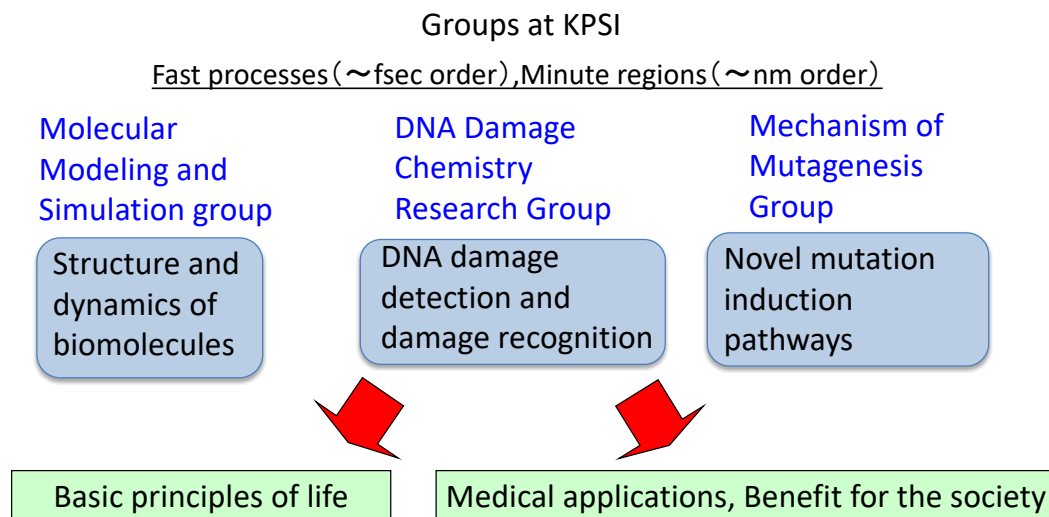 Groups at KPSI
Fast processes(～fsec order),Minute regions(～nm order)
Molecular
Modeling and
Simulation group
Structure and
dynamics of
biomolecules
DNA Damage
Chemistry
Research Group
DNA damage
detection and
damage recognition
Mechanism of
Mutagenesis
Group
Novel mutation
induction
pathways
Basic principles of life
Medical applications, Benefit for the society